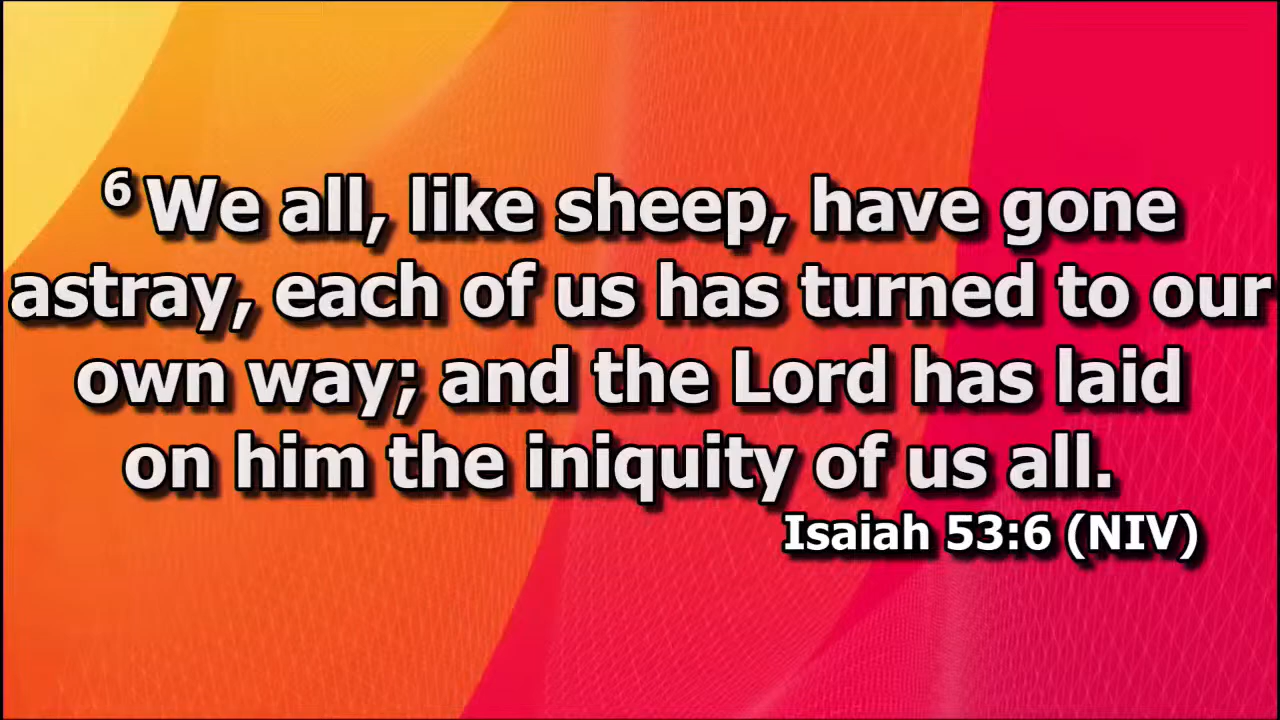 6 We all, like sheep, have gone
astray, each of us has turned to our
own way; and the Lord has laid
on him the iniquity of us all.
Isaiah 53:6 (NIV)